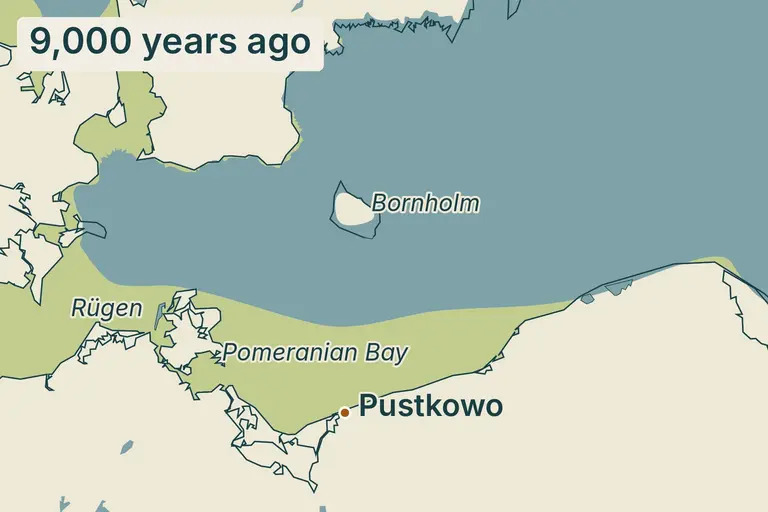 9,000 years ago
Bornholm
Rügen
Pomeranian Bay
Pustkowo